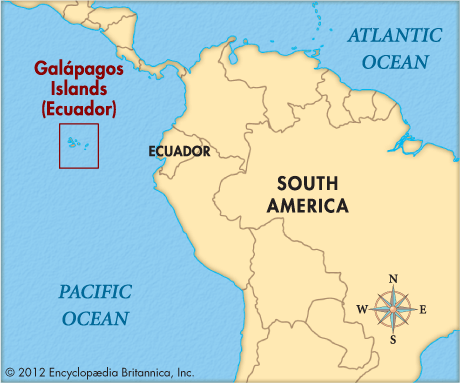 ATLANTIC
OCEAN
Galápagos
Islands
(Ecuador)
ECUADOR
SOUTH
AMERICA
PACIFIC
OCEAN
N
W E
S
© 2012 Encyclopædia Britannica, Inc.